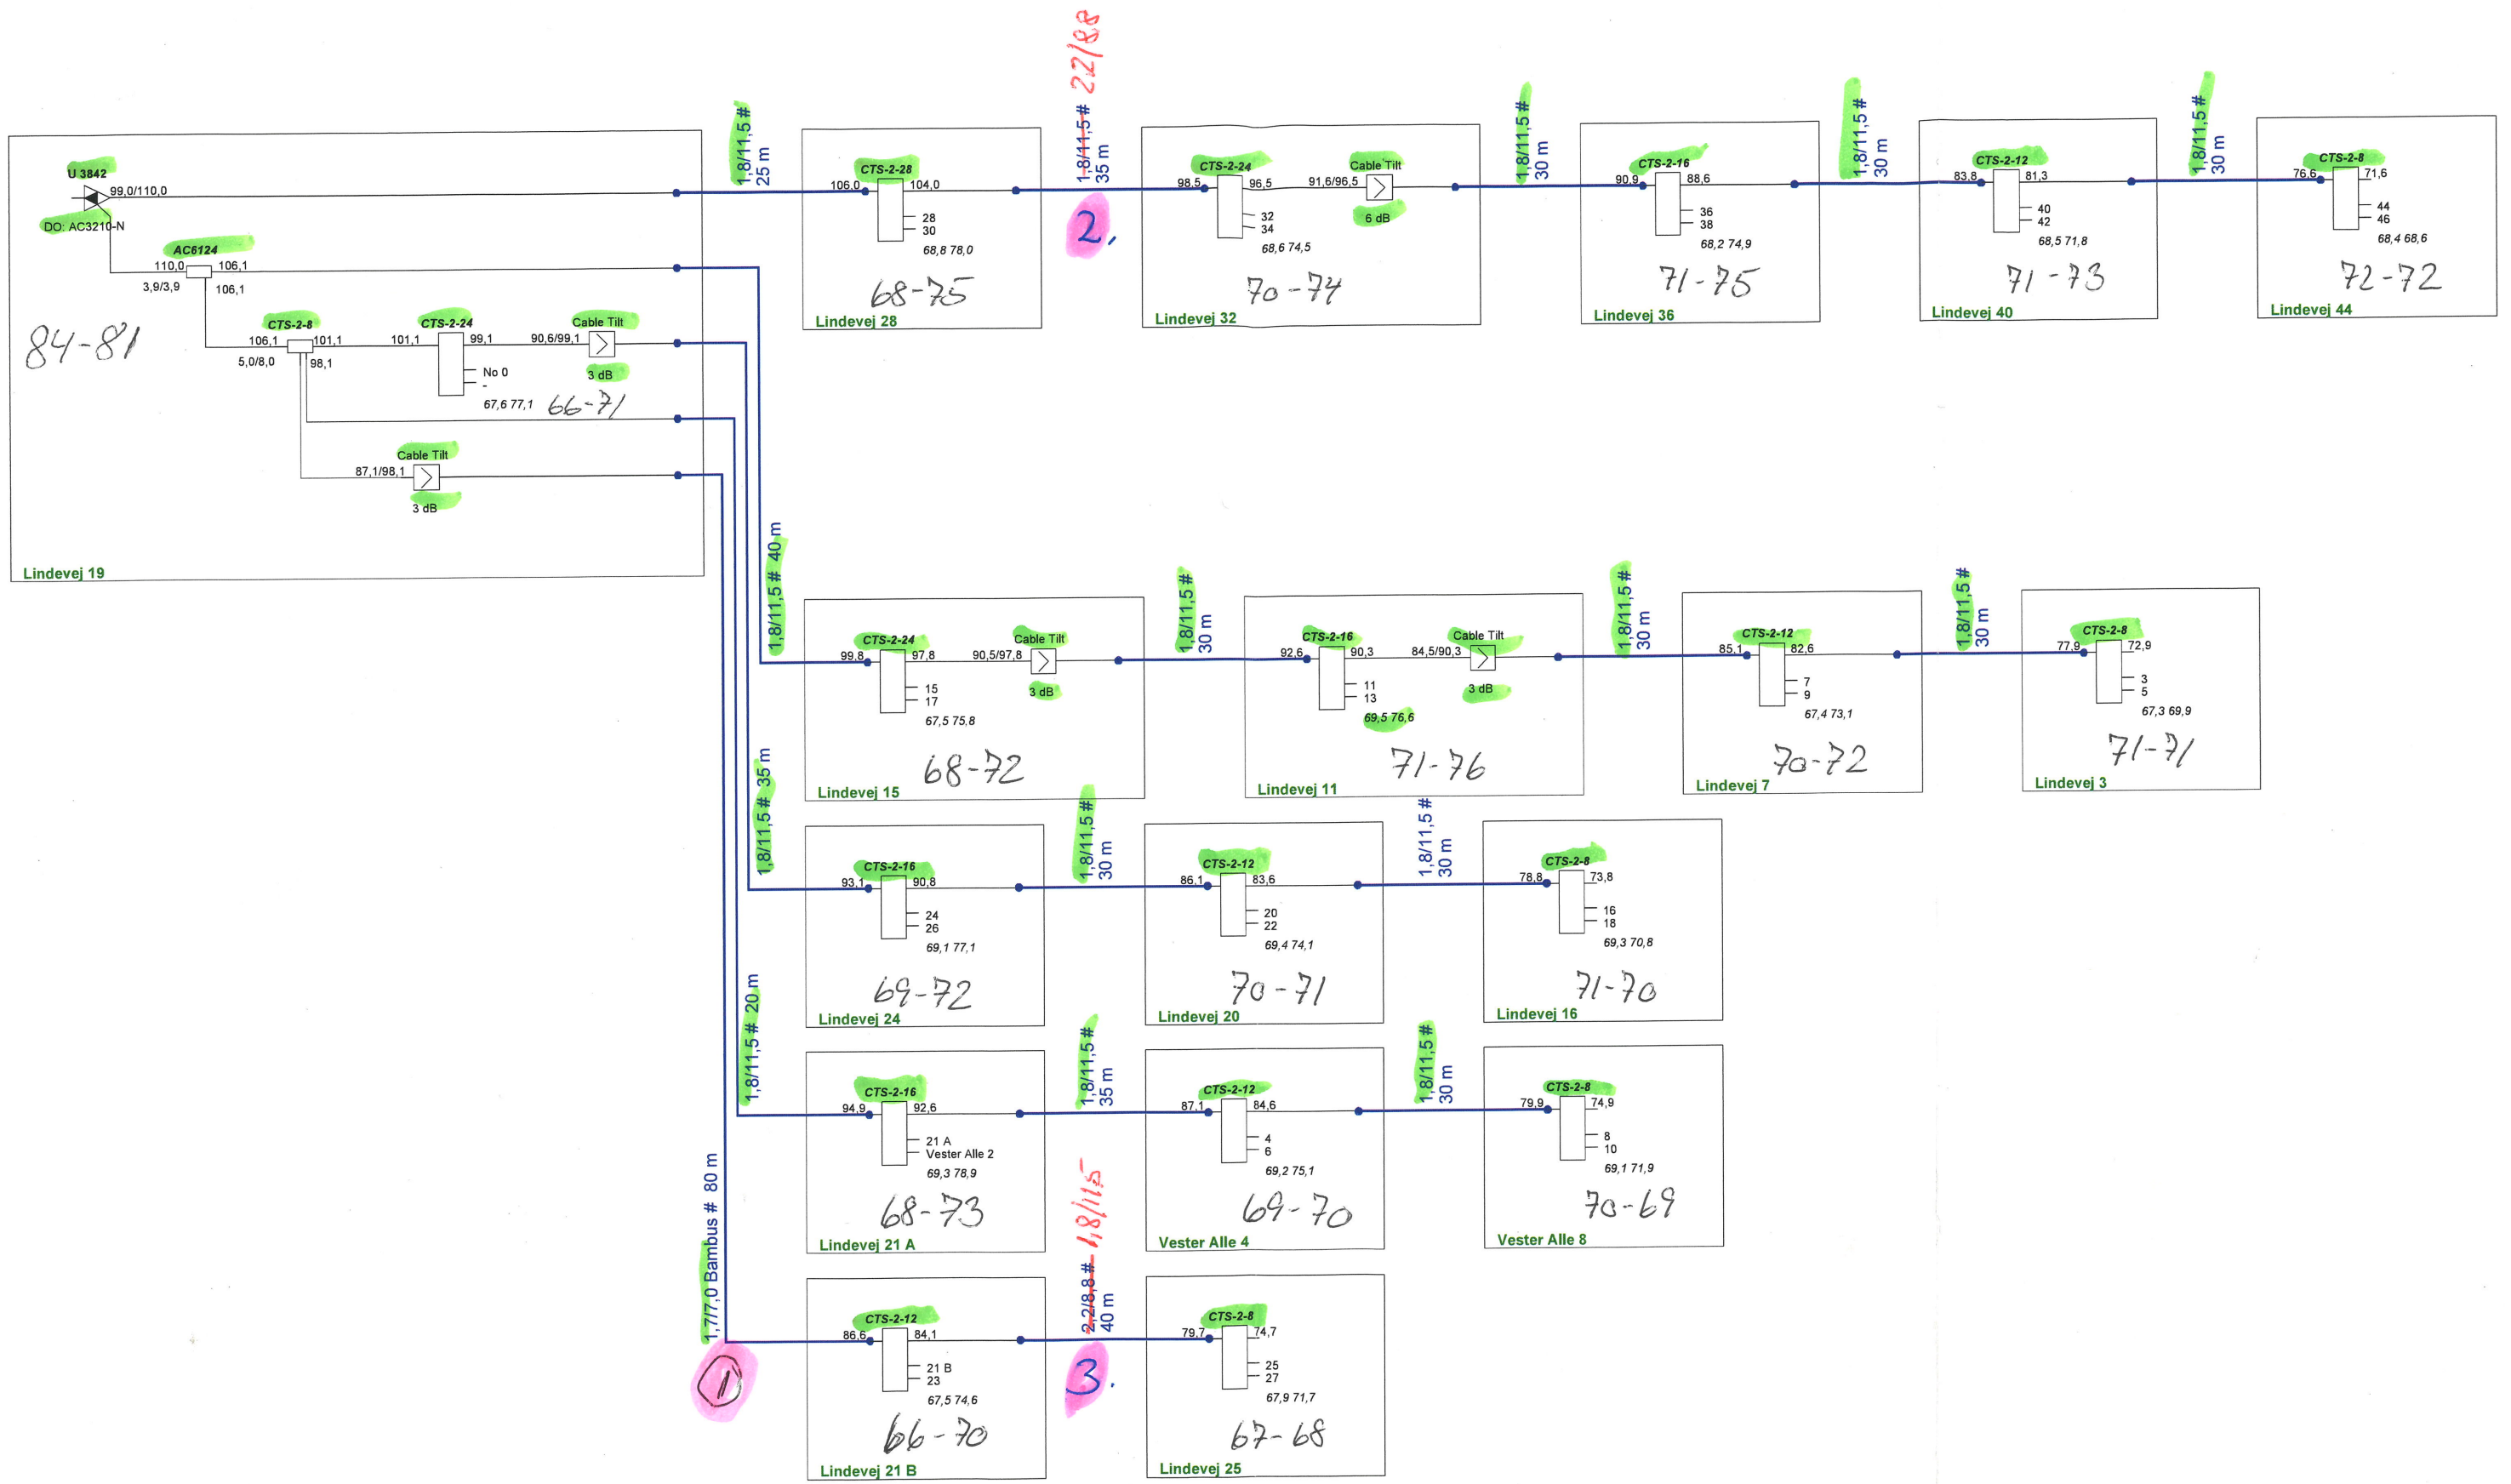 U 3842
99,0/110,0
DO: AC3210-N
AC6124
110,0
106,1
3,9/3,9
106,1
84-81
CTS-2-8
106,1
101,1
5,0/8,0
98,1
CTS-2-24
101,1
99,1
No 0
-
67,6 77,1
66-71
Cable Tilt
90,6/99,1
3 dB
Cable Tilt
87,1/98,1
3 dB
Lindevej 19
1,8/11,5 #
25 m
CTS-2-28
106,0
104,0
28
30
68,8 78,0
68-75
Lindevej 28
1,8/11,5 # 22/88
35 m
2.
CTS-2-24
98,5
96,5
32
34
68,6 74,5
Cable Tilt
91,6/96,5
6 dB
70-74
Lindevej 32
1,8/11,5 #
30 m
CTS-2-16
90,9
88,6
36
38
68,2 74,9
71-75
Lindevej 36
1,8/11,5 #
30 m
CTS-2-12
83,8
81,3
40
42
68,5 71,8
71-73
Lindevej 40
1,8/11,5 #
30 m
CTS-2-8
76,6
71,6
44
46
68,4 68,6
72-72
Lindevej 44
1,8/11,5 # 40 m
CTS-2-24
99,8
97,8
15
17
67,5 75,8
Cable Tilt
90,5/97,8
3 dB
68-72
Lindevej 15
1,8/11,5 #
30 m
CTS-2-16
92,6
90,3
11
13
69,5 76,6
Cable Tilt
84,5/90,3
3 dB
71-76
Lindevej 11
1,8/11,5 #
30 m
CTS-2-12
85,1
82,6
7
9
67,4 73,1
70-72
Lindevej 7
1,8/11,5 #
30 m
CTS-2-8
77,9
72,9
3
5
67,3 69,9
71-71
Lindevej 3
1,8/11,5 # 35 m
CTS-2-16
93,1
90,8
24
26
69,1 77,1
69-72
Lindevej 24
1,8/11,5 #
30 m
CTS-2-12
86,1
83,6
20
22
69,4 74,1
70-71
Lindevej 20
1,8/11,5 #
30 m
CTS-2-8
78,8
73,8
16
18
69,3 70,8
71-70
Lindevej 16
1,8/11,5 # 20 m
CTS-2-16
94,9
92,6
21 A
Vester Alle 2
69,3 78,9
68-73
Lindevej 21 A
1,8/11,5 #
35 m
CTS-2-12
87,1
84,6
4
6
69,2 75,1
69-70
Vester Alle 4
1,8/11,5 #
30 m
CTS-2-8
79,9
74,9
8
10
69,1 71,9
70-69
Vester Alle 8
1,7/7,0 Bambus # 80 m
1
CTS-2-12
86,6
84,1
21 B
23
67,5 74,6
66-70
Lindevej 21 B
2,2/8,8 # 1,8/11,5
40 m
3.
CTS-2-8
79,7
74,7
25
27
67,9 71,7
67-68
Lindevej 25